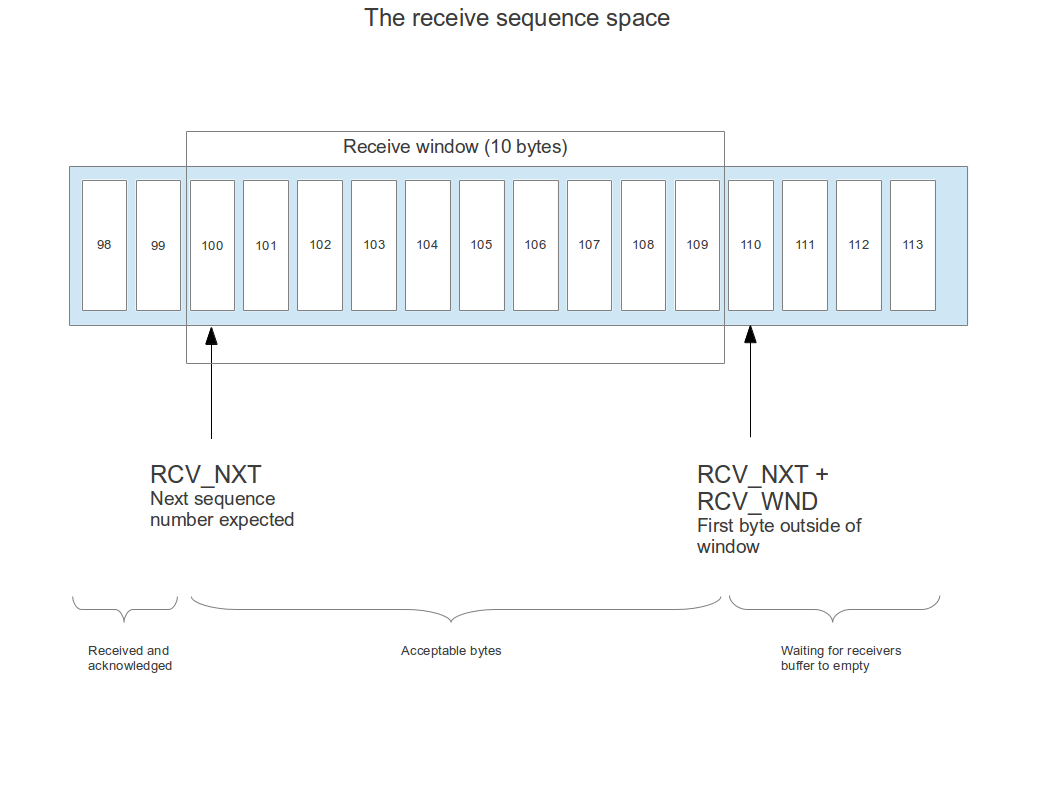 The receive sequence space
Receive window (10 bytes)
98 99 100 101 102 103 104 105 106 107 108 109 110 111 112 113
RCV_NXT
Next sequence
number expected
RCV_NXT +
RCV_WND
First byte outside of
window
Received and
acknowledged
Acceptable bytes
Waiting for receivers
buffer to empty